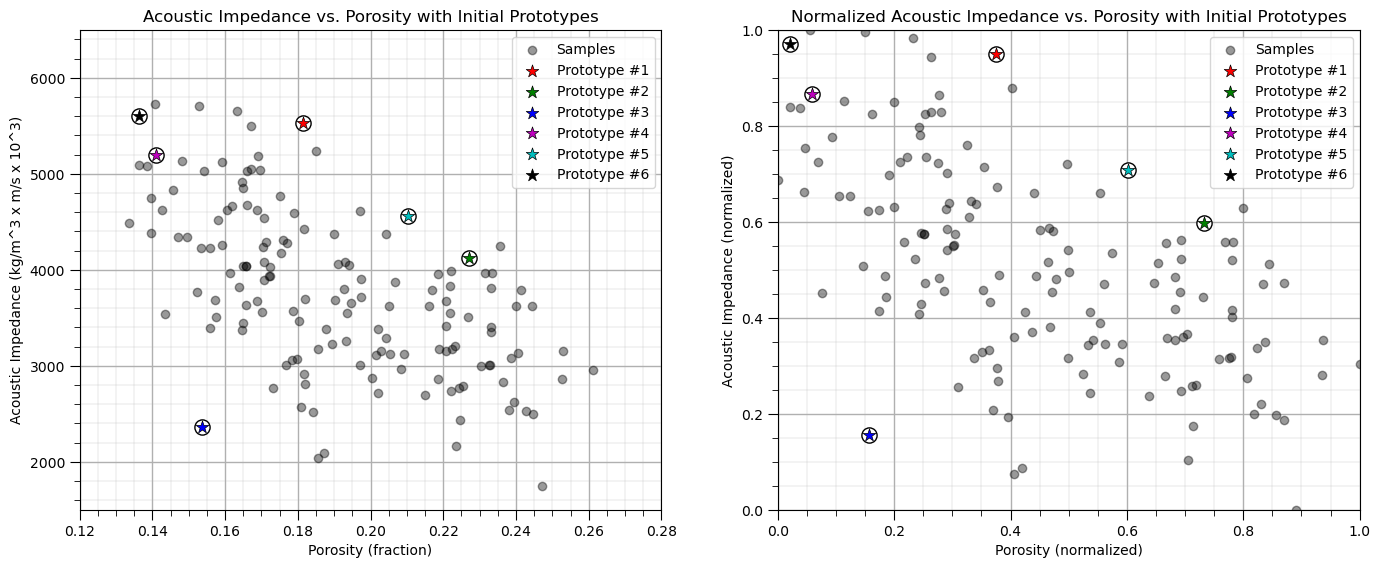 Acoustic Impedance vs. Porosity with Initial Prototypes
Acoustic Impedance (kg/m^3 x m/s x 10^3)
6000
5000
4000
3000
2000
0.12 0.14 0.16 0.18 0.20 0.22 0.24 0.26 0.28
Porosity (fraction)
Samples
Prototype #1
Prototype #2
Prototype #3
Prototype #4
Prototype #5
Prototype #6
Normalized Acoustic Impedance vs. Porosity with Initial Prototypes
Acoustic Impedance (normalized)
1.0
0.8
0.6
0.4
0.2
0.0
0.0 0.2 0.4 0.6 0.8 1.0
Porosity (normalized)
Samples
Prototype #1
Prototype #2
Prototype #3
Prototype #4
Prototype #5
Prototype #6